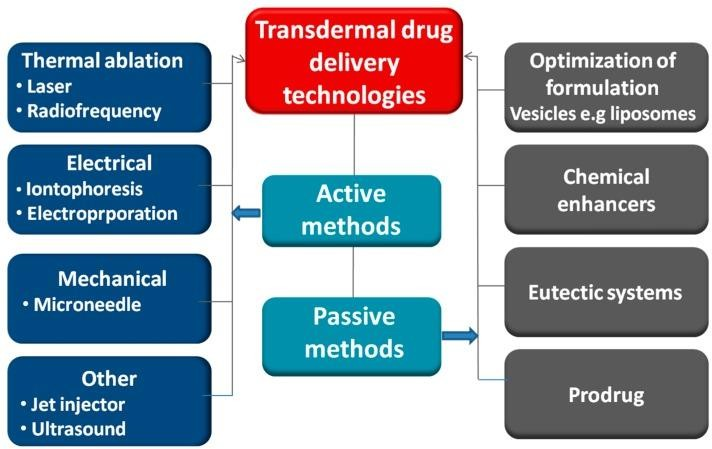 Transdermal drug
delivery
technologies
Thermal ablation
• Laser
• Radiofrequency
Electrical
• Iontophoresis
• Electroprporation
Mechanical
• Microneedle
Other
• Jet injector
• Ultrasound
Active
methods
Passive
methods
Optimization of
formulation
Vesicles e.g liposomes
Chemical
enhancers
Eutectic systems
Prodrug